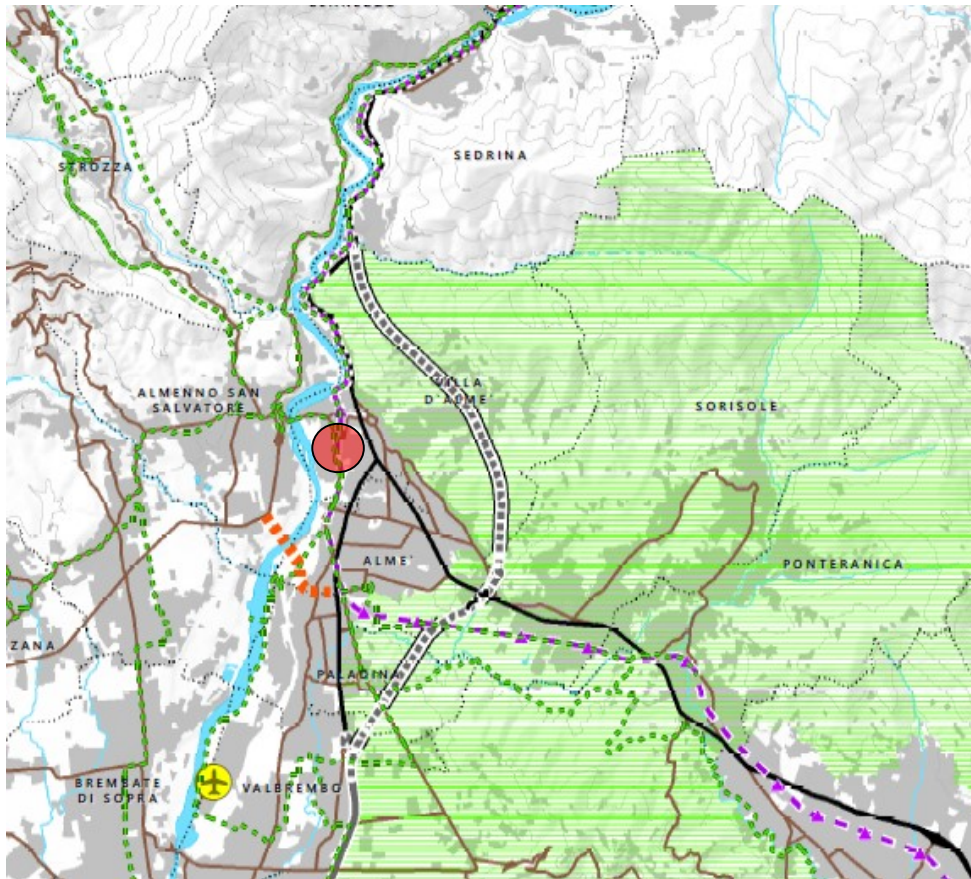 SEDRINA
STROZZA
ALMENNO SAN
SALVATORE
VILLA
D'ALME'
SORISOLE
ALME'
PONTERANICA
ZANA
PALADINA
BREMBATE
DI SOPRA
VALBREMBO